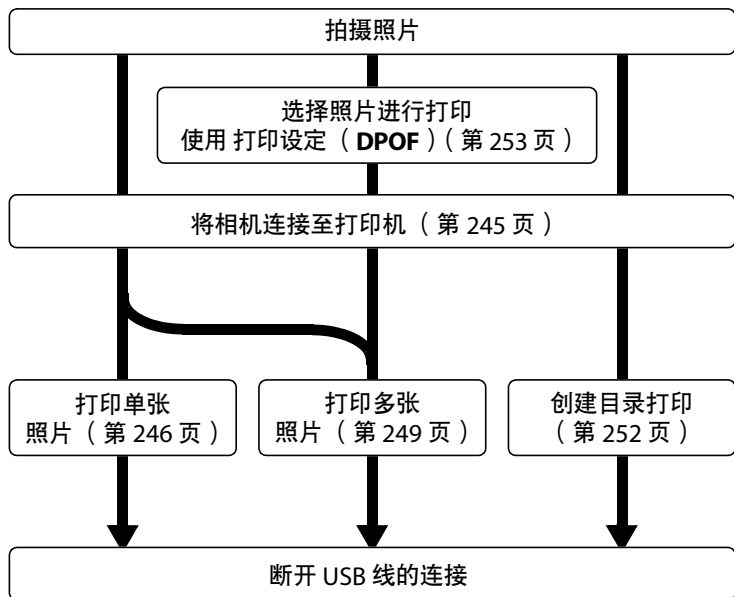 拍摄照片
选择照片进行打印
使用 打印设定（ DPOF ）( 第 253 页 ）
将相机连接至打印机（ 第 245 页 ）
打印单张
照片（ 第 246 页 ）
打印多张
照片（ 第 249 页 ）
创建目录打印
（ 第 252 页 ）
断开 USB 线的连接